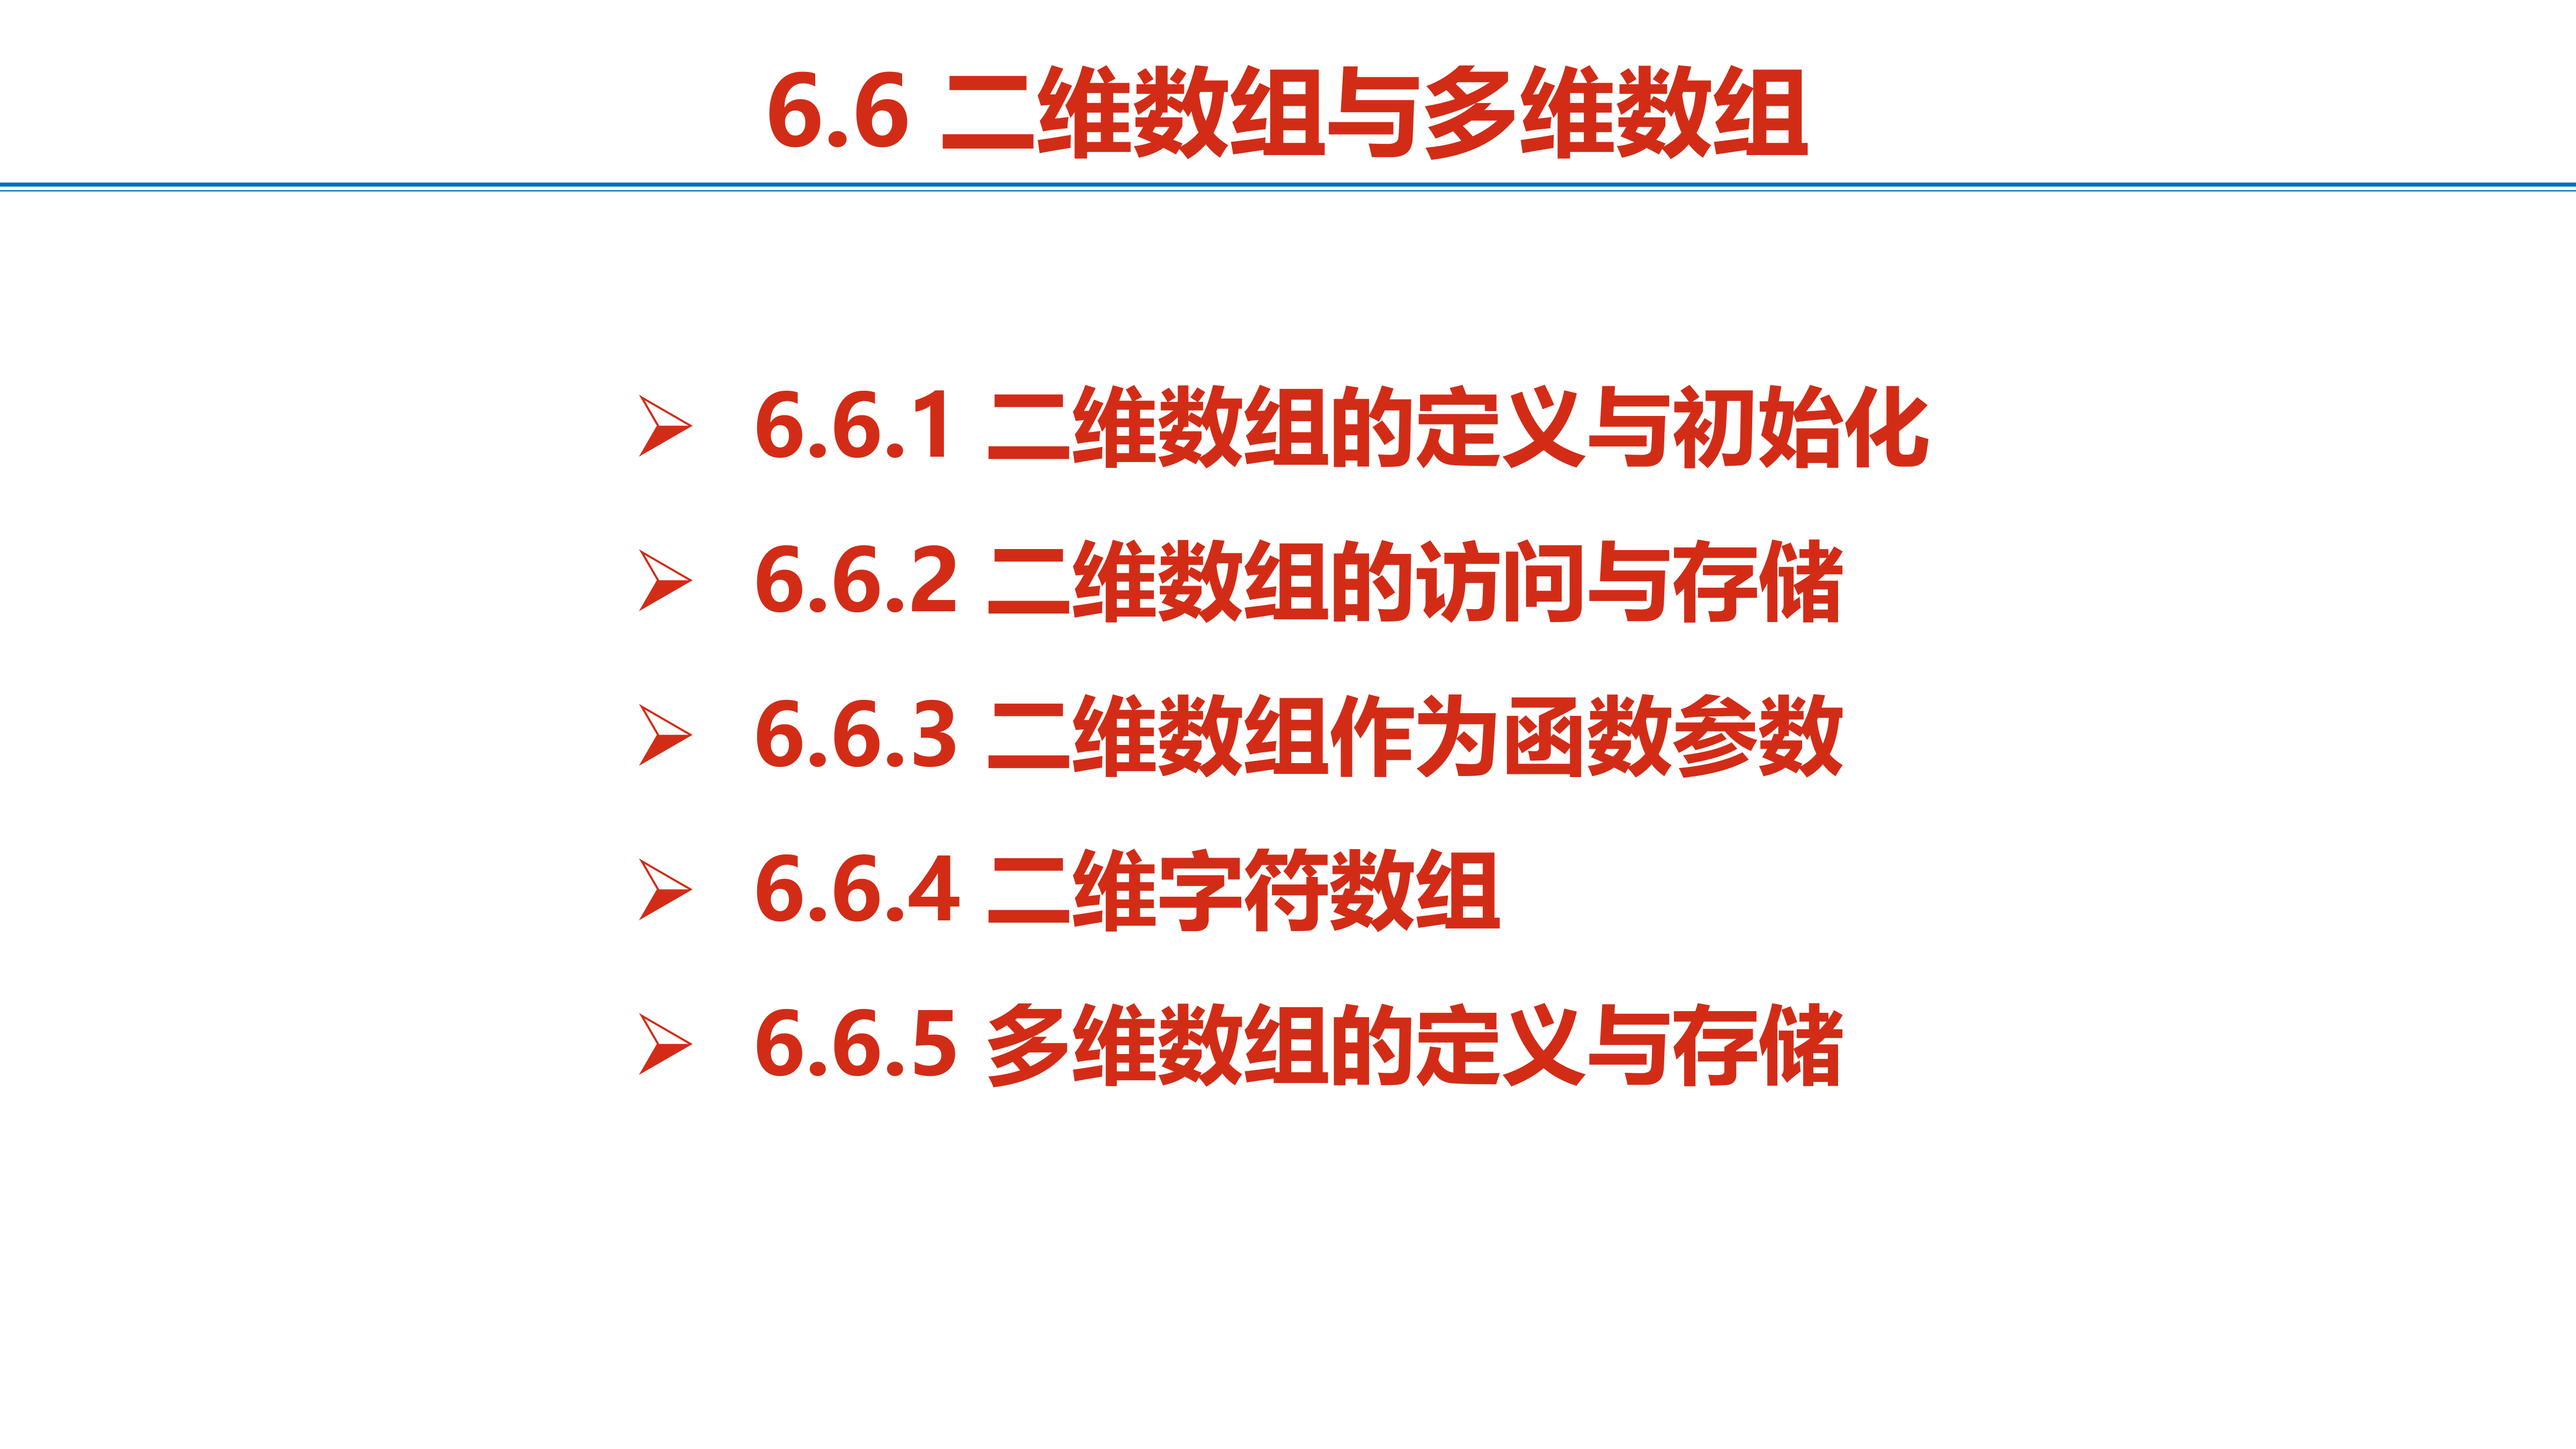 6.6 二维数组与多维数组
6.6.1 二维数组的定义与初始化
6.6.2 二维数组的访问与存储
6.6.3 二维数组作为函数参数
6.6.4 二维字符数组
6.6.5 多维数组的定义与存储